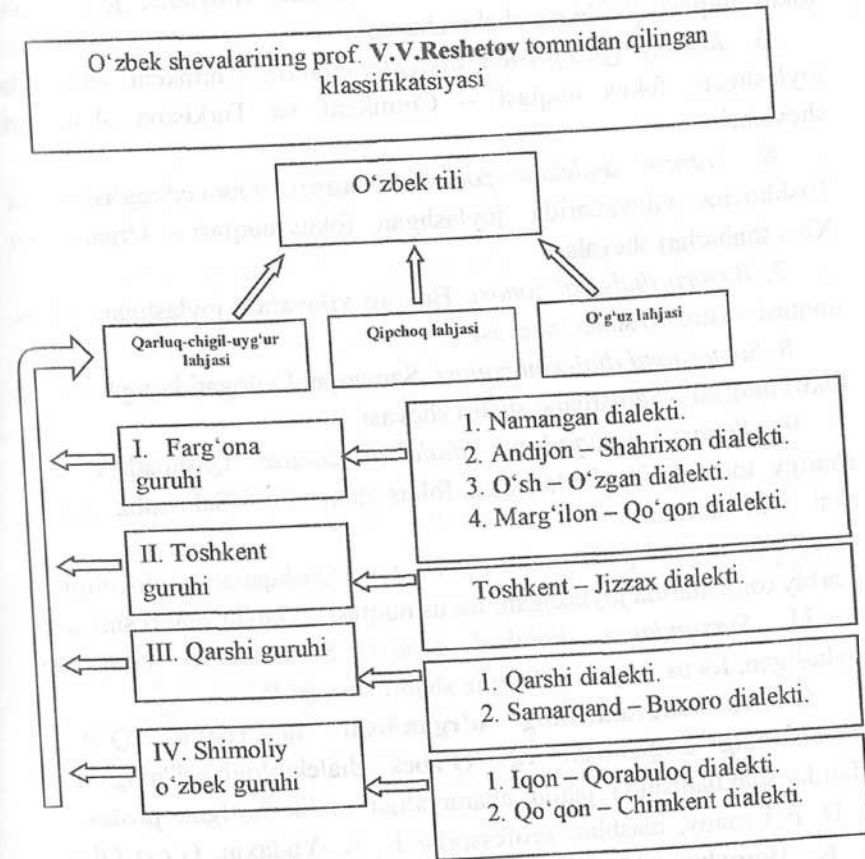 O‘zbek shevalarining prof. V.V.Reshetov tomnidan qilingan
klassifikatsiyasi
O‘zbek tili
Qarluq-chigil-uyg‘ur
lahjasi
Qipchoq lahjasi
O‘g‘uz lahjasi
I. Farg‘ona
guruhi
1. Namangan dialekti.
2. Andijon – Shahrixon dialekti.
3. O‘sh – O‘zgan dialekti.
4. Marg‘ilon – Qo‘qon dialekti.
II. Toshkent
guruhi
Toshkent – Jizzax dialekti.
III. Qarshi guruhi
1. Qarshi dialekti.
2. Samarqand – Buxoro dialekti.
IV. Shimoliy
o‘zbek guruhi
1. Iqon - Qorabuloq dialekti.
2. Qo‘qon - Chimkent dialekti.